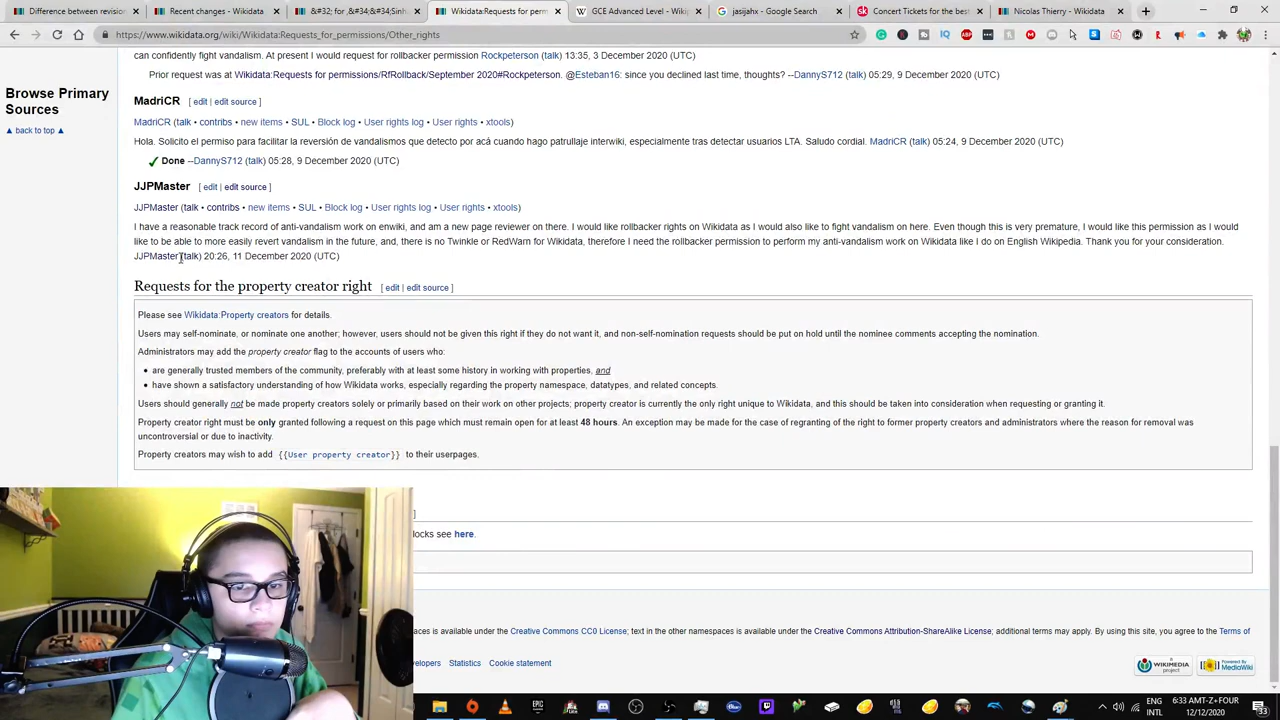 Difference between revis
Recent changes - Wikida
&#32; for, &#34;&#34;Sinh
Wikidata:Requests for perm
GCE Advanced Level - Wiki
jasijahx - Google Search
Concert Tickets for the best
Nicolas Thierry - Wikidata
wikidata.org/wiki/Wikidata:Requests_for_permissions/Other_rights
can confidently fight vandalism. At present I would request for rollbacker permission Rockpeterson (talk) 13:35, 3 December 2020 (UTC)
Prior request was at Wikidata:Requests for permissions/RfRollback/September 2020#Rockpeterson. @Esteban16: since you declined last time, thoughts? --DannyS712 (talk) 05:29, 9 December 2020 (UTC)
Browse Primary
Sources
▲ back to top ▲
MadriCR [ edit | edit source ]
MadriCR (talk • contribs • new items • SUL • Block log • User rights log • User rights • xtools)
Hola. Solicito el permiso para facilitar la reversión de vandalismos que detecto por acá cuando hago patrullaje interwiki, especialmente tras detectar usuarios LTA. Saludo cordial. MadriCR (talk) 05:24, 9 December 2020 (UTC)
Done --DannyS712 (talk) 05:28, 9 December 2020 (UTC)
JJPMaster [ edit | edit source ]
JJPMaster (talk • contribs • new items • SUL • Block log • User rights log • User rights • xtools)
I have a reasonable track record of anti-vandalism work on enwiki, and am a new page reviewer on there. I would like rollbacker rights on Wikidata as I would also like to fight vandalism on here. Even though this is very premature, I would like this permission as I would
like to be able to more easily revert vandalism in the future, and, there is no Twinkle or RedWarn for Wikidata, therefore I need the rollbacker permission to perform my anti-vandalism work on Wikidata like I do on English Wikipedia. Thank you for your consideration.
JJPMaster (talk) 20:26, 11 December 2020 (UTC)
Requests for the property creator right [ edit | edit source ]
Please see Wikidata:Property creators for details.
Users may self-nominate, or nominate one another; however, users should not be given this right if they do not want it, and non-self-nomination requests should be put on hold until the nominee comments accepting the nomination.
Administrators may add the property creator flag to the accounts of users who:
• are generally trusted members of the community, preferably with at least some history in working with properties, and
• have shown a satisfactory understanding of how Wikidata works, especially regarding the property namespace, datatypes, and related concepts.
Users should generally not be made property creators solely or primarily based on their work on other projects; property creator is currently the only right unique to Wikidata, and this should be taken into consideration when requesting or granting it.
Property creator right must be only granted following a request on this page which must remain open for at least 48 hours. An exception may be made for the case of regranting of the right to former property creators and administrators where the reason for removal was
uncontroversial or due to inactivity.
Property creators may wish to add {{User property creator}} to their userpages.
]
locks see here.
aces is available under the Creative Commons CC0 License; text in the other namespaces is available under the Creative Commons Attribution-ShareAlike License; additional terms may apply. By using this site, you agree to the Terms of
velopers Statistics Cookie statement
WIKIMEDIA project
Powered By MediaWiki
ENG
INTL
6:33 AMT-Z+FOUR
12/12/2020